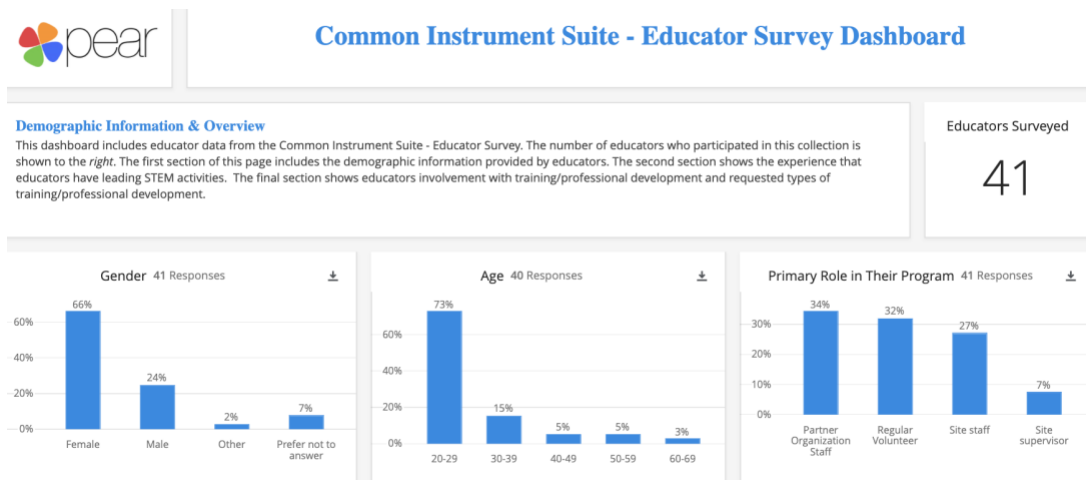 pear
Common Instrument Suite - Educator Survey Dashboard
Demographic Information & Overview
This dashboard includes educator data from the Common Instrument Suite - Educator Survey. The number of educators who participated in this collection is
shown to the right. The first section of this page includes the demographic information provided by educators. The second section shows the experience that
educators have leading STEM activities.  The final section shows educators involvement with training/professional development and requested types of
training/professional development.
Educators Surveyed
41
Gender 41 Responses
66%
60%
40%
24%
20%
2%
7%
0%
Female
Male
Other
Prefer not to
answer
Age 40 Responses
73%
60%
40%
20%
15%
5%
5%
3%
0%
20-29
30-39
40-49
50-59
60-69
Primary Role in Their Program 41 Responses
34%
32%
30%
27%
20%
10%
7%
0%
Partner
Organization
Staff
Regular
Volunteer
Site staff
Site
supervisor